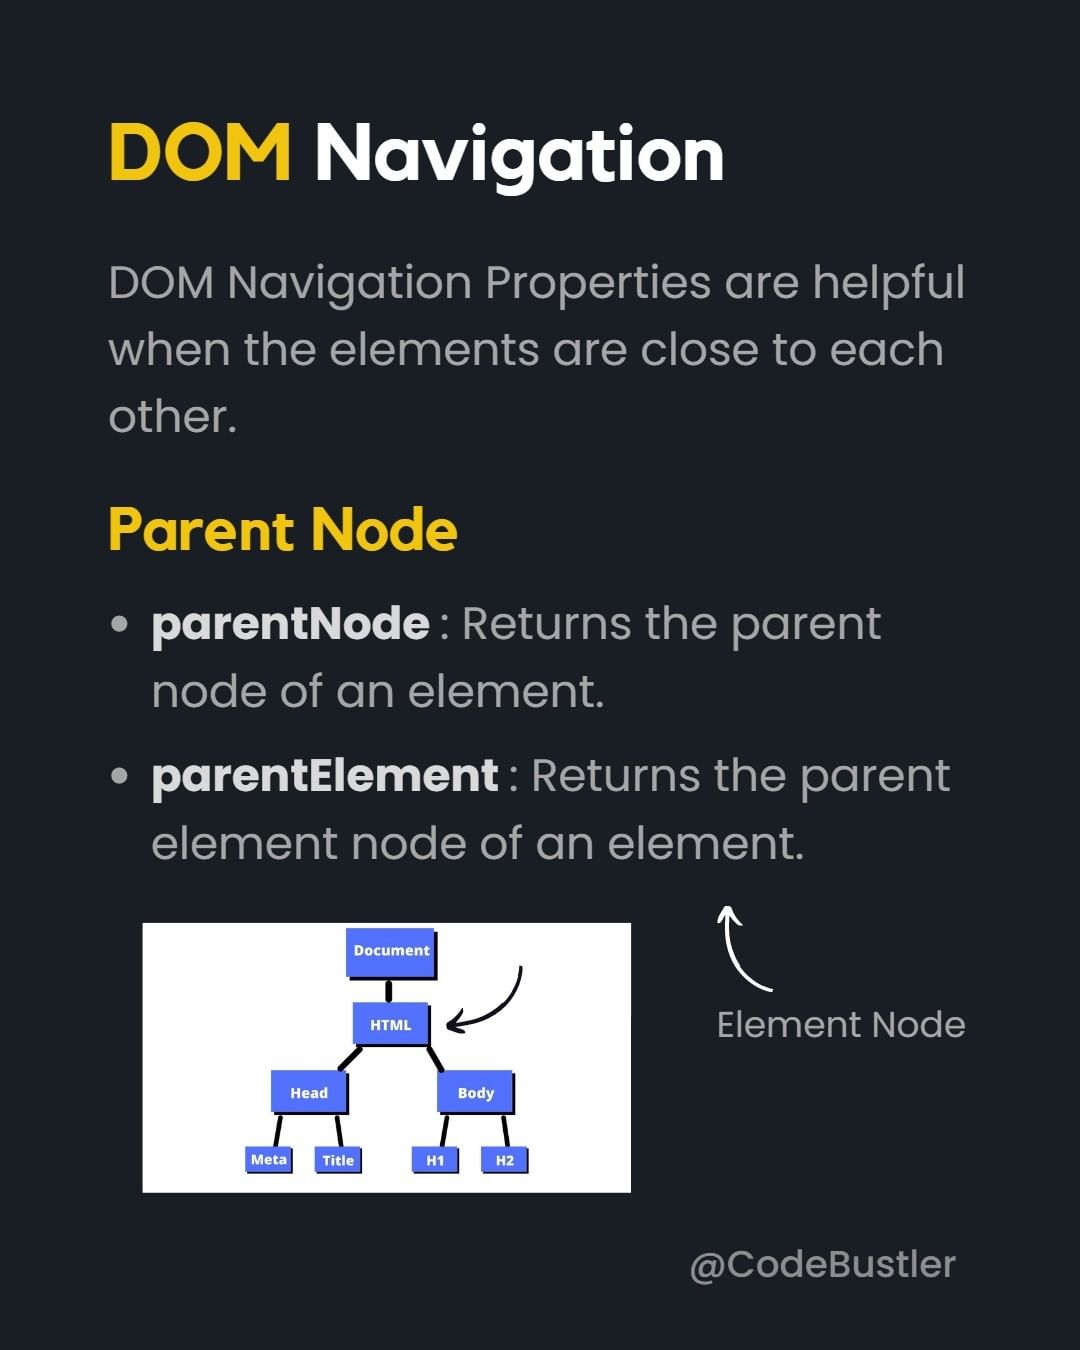 DOM Navigation
DOM Navigation Properties are helpful
when the elements are close to each
other.
Parent Node
• parentNode : Returns the parent
node of an element.
• parentElement : Returns the parent
element node of an element.
Element Node
Document
HTML
Head Body
Meta Title H1 H2
@CodeBustler